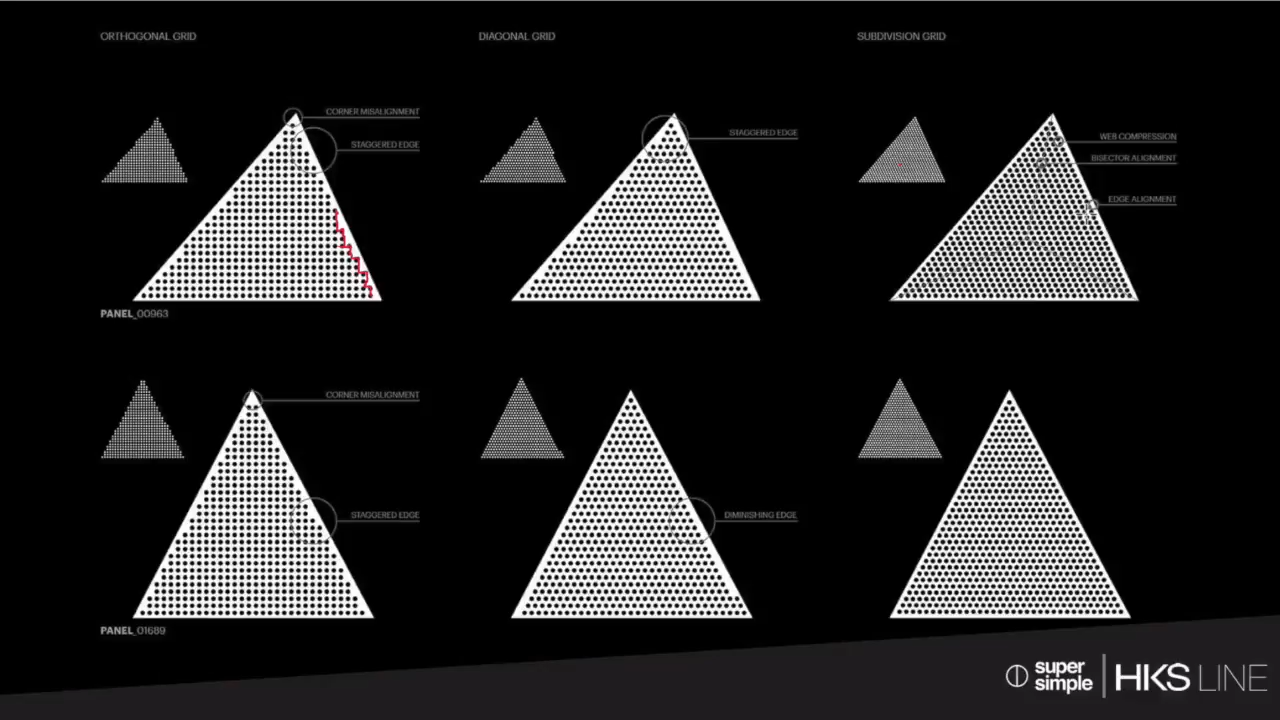 ORTHOGONAL GRID
DIAGONAL GRID
SUBDIVISION GRID
CORNER MISALIGNMENT
STAGGERED EDGE
STAGGERED EDGE
WEB COMPRESSION
BISECTOR ALIGNMENT
EDGE ALIGNMENT
PANEL_00963
CORNER MISALIGNMENT
STAGGERED EDGE
DIMINISHING EDGE
PANEL_01689
super simple
HKS LINE